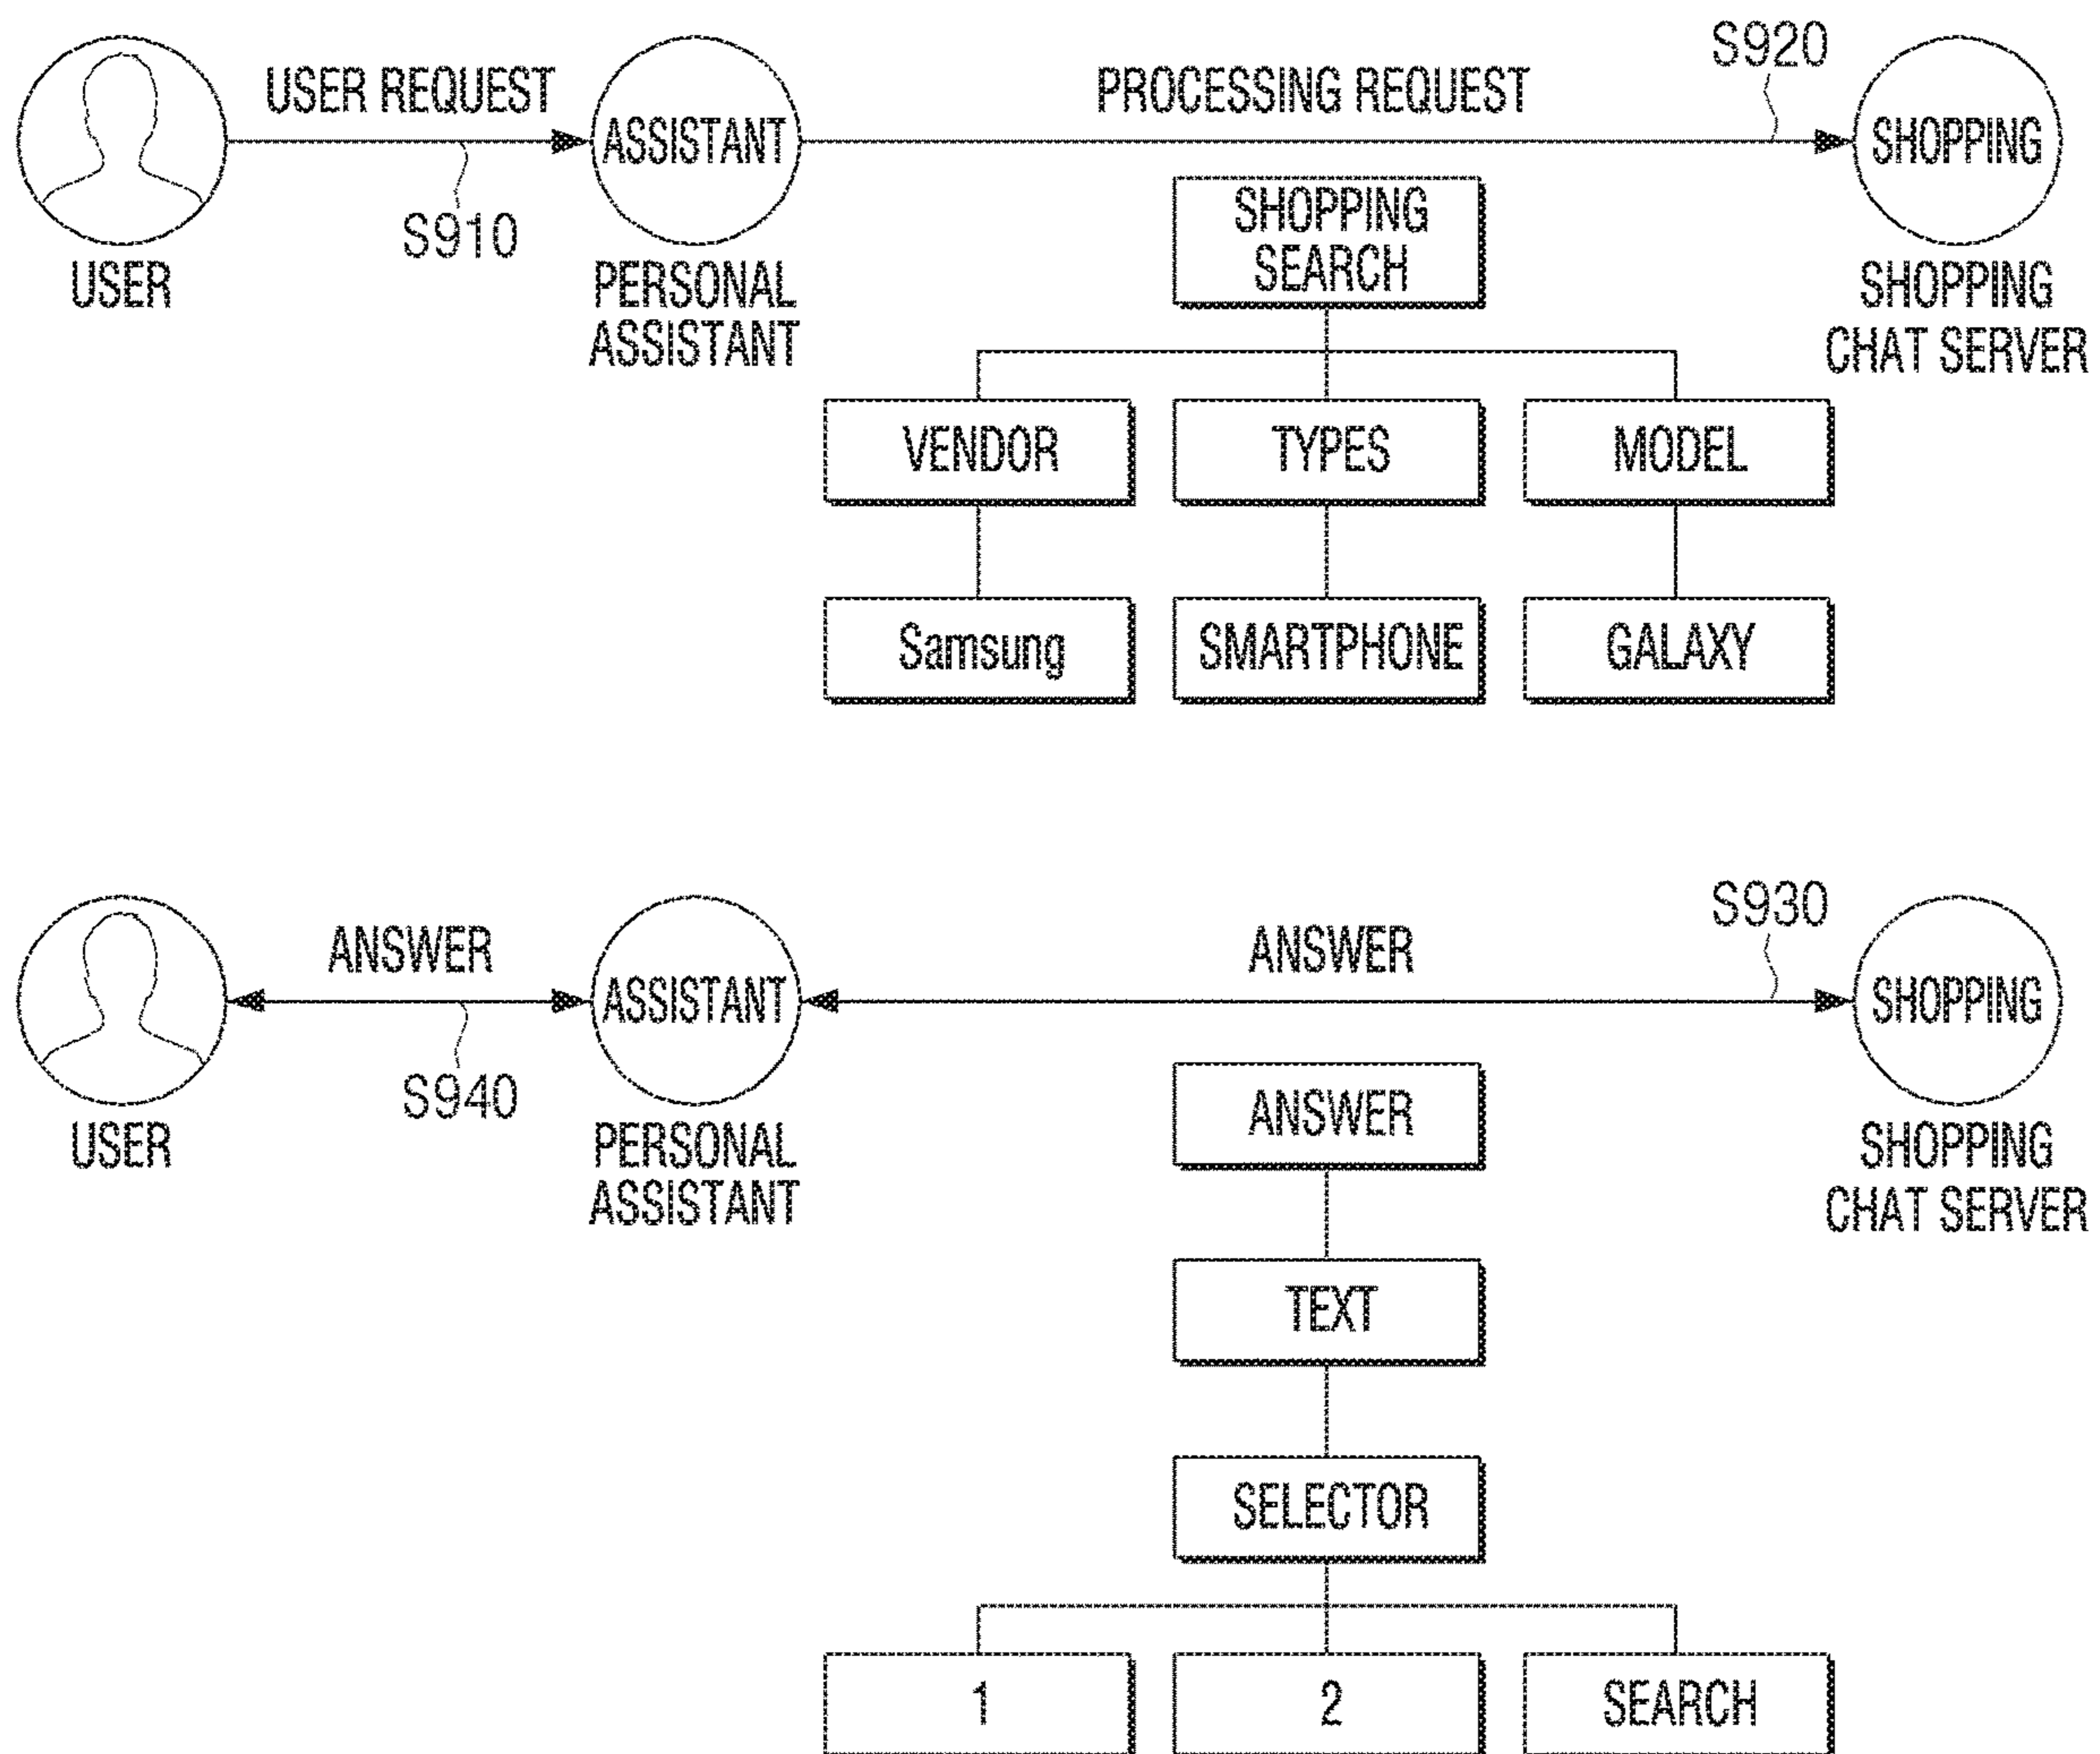 S920
USER REQUEST
PROCESSING REQUEST
ASSISTANT
SHOPPING
S910
SHOPPING
SEARCH
USER
PERSONAL
ASSISTANT
SHOPPING
CHAT SERVER
VENDOR
TYPES
MODEL
Samsung
SMARTPHONE
GALAXY
S930
ANSWER
ANSWER
ASSISTANT
SHOPPING
S940
ANSWER
USER
PERSONAL
ASSISTANT
SHOPPING
CHAT SERVER
TEXT
SELECTOR
1
2
SEARCH